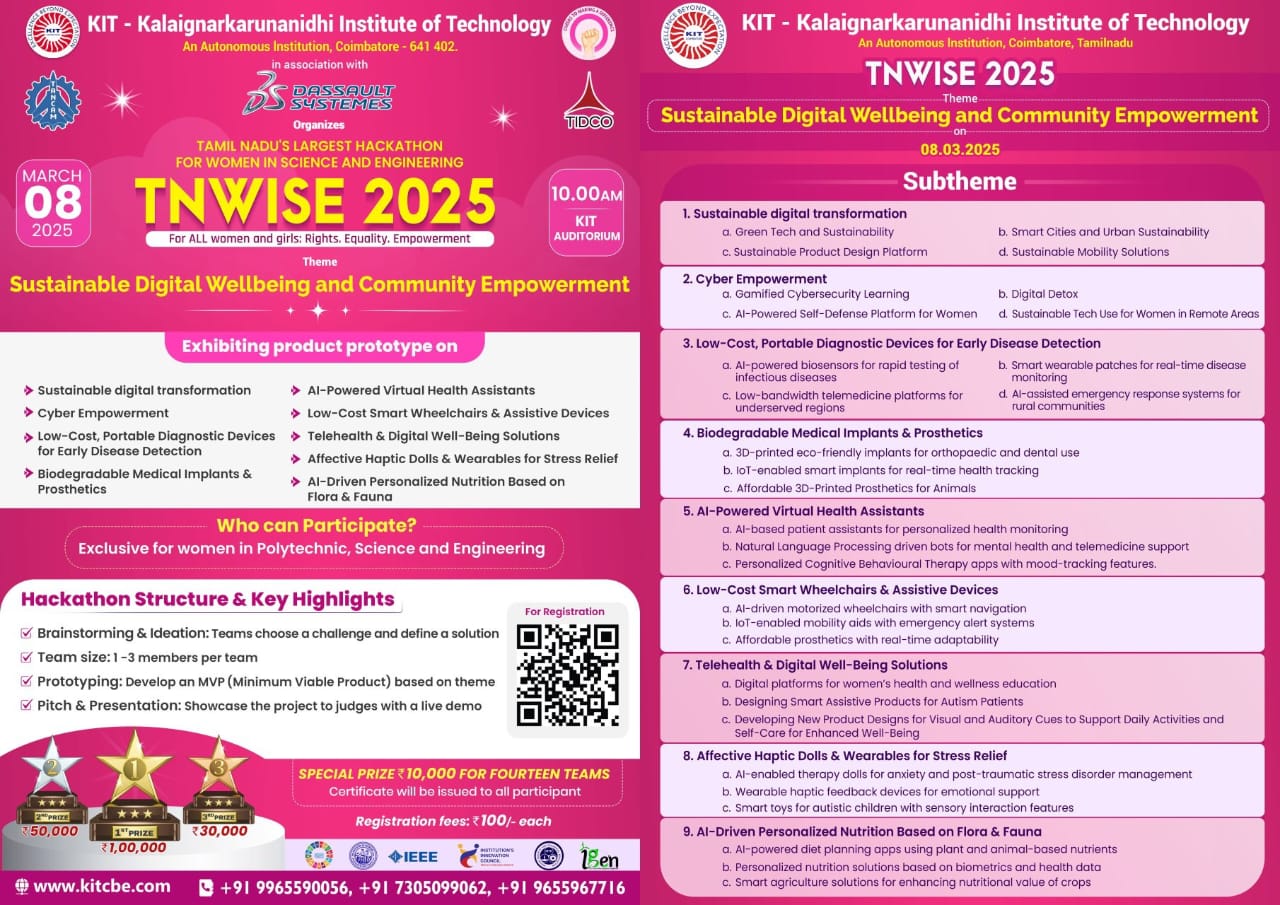 KIT - Kalaignarkarunanidhi Institute of Technology
An Autonomous Institution, Coimbatore - 641 402.
in association with
DASSAULT
SYSTEMES
TANCAM
TIDCO
Organizes
TAMIL NADU'S LARGEST HACKATHON
FOR WOMEN IN SCIENCE AND ENGINEERING
MARCH
08
2025
TNWISE 2025
10.00AM
KIT
AUDITORIUM
For ALL women and girls: Rights. Equality. Empowerment
Theme
Sustainable Digital Wellbeing and Community Empowerment
Exhibiting product prototype on
Sustainable digital transformation
Cyber Empowerment
Low-Cost, Portable Diagnostic Devices
for Early Disease Detection
Biodegradable Medical Implants &
Prosthetics
AI-Powered Virtual Health Assistants
Low-Cost Smart Wheelchairs & Assistive Devices
Telehealth & Digital Well-Being Solutions
Affective Haptic Dolls & Wearables for Stress Relief
AI-Driven Personalized Nutrition Based on
Flora & Fauna
Who can Participate?
Exclusive for women in Polytechnic, Science and Engineering
Hackathon Structure & Key Highlights
Brainstorming & Ideation: Teams choose a challenge and define a solution
Team size: 1 -3 members per team
Prototyping: Develop an MVP (Minimum Viable Product) based on theme
Pitch & Presentation: Showcase the project to judges with a live demo
For Registration
2
1
3
2ND PRIZE
₹50,000
1ST PRIZE
₹1,00,000
3RD PRIZE
₹30,000
SPECIAL PRIZE ₹10,000 FOR FOURTEEN TEAMS
Certificate will be issued to all participant
Registration fees: ₹100/- each
IEEE
INSTITUTION'S
INNOVATION
COUNCIL
igen
www.kitcbe.com
+91 9965590056, +91 7305099062, +91 9655967716
KIT - Kalaignarkarunanidhi Institute of Technology
An Autonomous Institution, Coimbatore, Tamilnadu
TNWISE 2025
Theme
Sustainable Digital Wellbeing and Community Empowerment
on
08.03.2025
Subtheme
1. Sustainable digital transformation
a. Green Tech and Sustainability
b. Smart Cities and Urban Sustainability
c. Sustainable Product Design Platform
d. Sustainable Mobility Solutions
2. Cyber Empowerment
a. Gamified Cybersecurity Learning
b. Digital Detox
c. AI-Powered Self-Defense Platform for Women
d. Sustainable Tech Use for Women in Remote Areas
3. Low-Cost, Portable Diagnostic Devices for Early Disease Detection
a. AI-powered biosensors for rapid testing of
infectious diseases
b. Smart wearable patches for real-time disease
monitoring
c. Low-bandwidth telemedicine platforms for
underserved regions
d. AI-assisted emergency response systems for
rural communities
4. Biodegradable Medical Implants & Prosthetics
a. 3D-printed eco-friendly implants for orthopaedic and dental use
b. IoT-enabled smart implants for real-time health tracking
c. Affordable 3D-Printed Prosthetics for Animals
5. AI-Powered Virtual Health Assistants
a. AI-based patient assistants for personalized health monitoring
b. Natural Language Processing driven bots for mental health and telemedicine support
c. Personalized Cognitive Behavioural Therapy apps with mood-tracking features.
6. Low-Cost Smart Wheelchairs & Assistive Devices
a. AI-driven motorized wheelchairs with smart navigation
b. IoT-enabled mobility aids with emergency alert systems
c. Affordable prosthetics with real-time adaptability
7. Telehealth & Digital Well-Being Solutions
a. Digital platforms for women's health and wellness education
b. Designing Smart Assistive Products for Autism Patients
c. Developing New Product Designs for Visual and Auditory Cues to Support Daily Activities and
Self-Care for Enhanced Well-Being
8. Affective Haptic Dolls & Wearables for Stress Relief
a. AI-enabled therapy dolls for anxiety and post-traumatic stress disorder management
b. Wearable haptic feedback devices for emotional support
c. Smart toys for autistic children with sensory interaction features
9. AI-Driven Personalized Nutrition Based on Flora & Fauna
a. AI-powered diet planning apps using plant and animal-based nutrients
b. Personalized nutrition solutions based on biometrics and health data
c. Smart agriculture solutions for enhancing nutritional value of crops